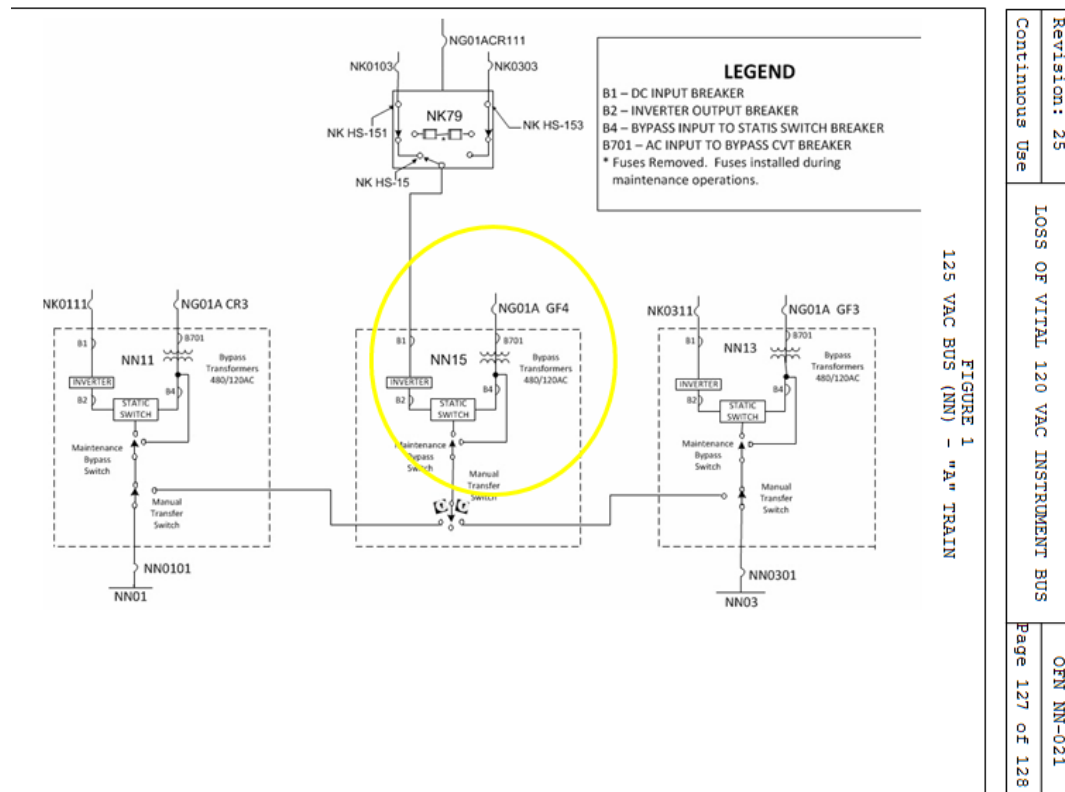 Revision: 25
Continuous Use
LOSS OF VITAL 120 VAC INSTRUMENT BUS
OFN NN-021
Page 127 of 128
FIGURE 1
125 VAC BUS (NN) - "A" TRAIN
NG01ACR111
NK0103
NK0303
NK79
NK HS-151
NK HS-153
NK HS-15
LEGEND
B1 – DC INPUT BREAKER
B2 – INVERTER OUTPUT BREAKER
B4 – BYPASS INPUT TO STATIS SWITCH BREAKER
B701 – AC INPUT TO BYPASS CVT BREAKER
* Fuses Removed. Fuses installed during
maintenance operations.
NK0111
NG01A CR3
B1
B701
NN11
Bypass
Transformers
480/120AC
INVERTER
B2
B4
STATIC
SWITCH
Maintenance
Bypass
Switch
Manual
Transfer
Switch
NN0101
NN01
NG01A GF4
B1
B701
NN15
Bypass
Transformers
480/120AC
INVERTER
B2
B4
STATIC
SWITCH
Maintenance
Bypass
Switch
Manual
Transfer
Switch
NK0311
NG01A GF3
B1
B701
NN13
Bypass
Transformers
480/120AC
INVERTER
B2
B4
STATIC
SWITCH
Maintenance
Bypass
Switch
Manual
Transfer
Switch
NN0301
NN03